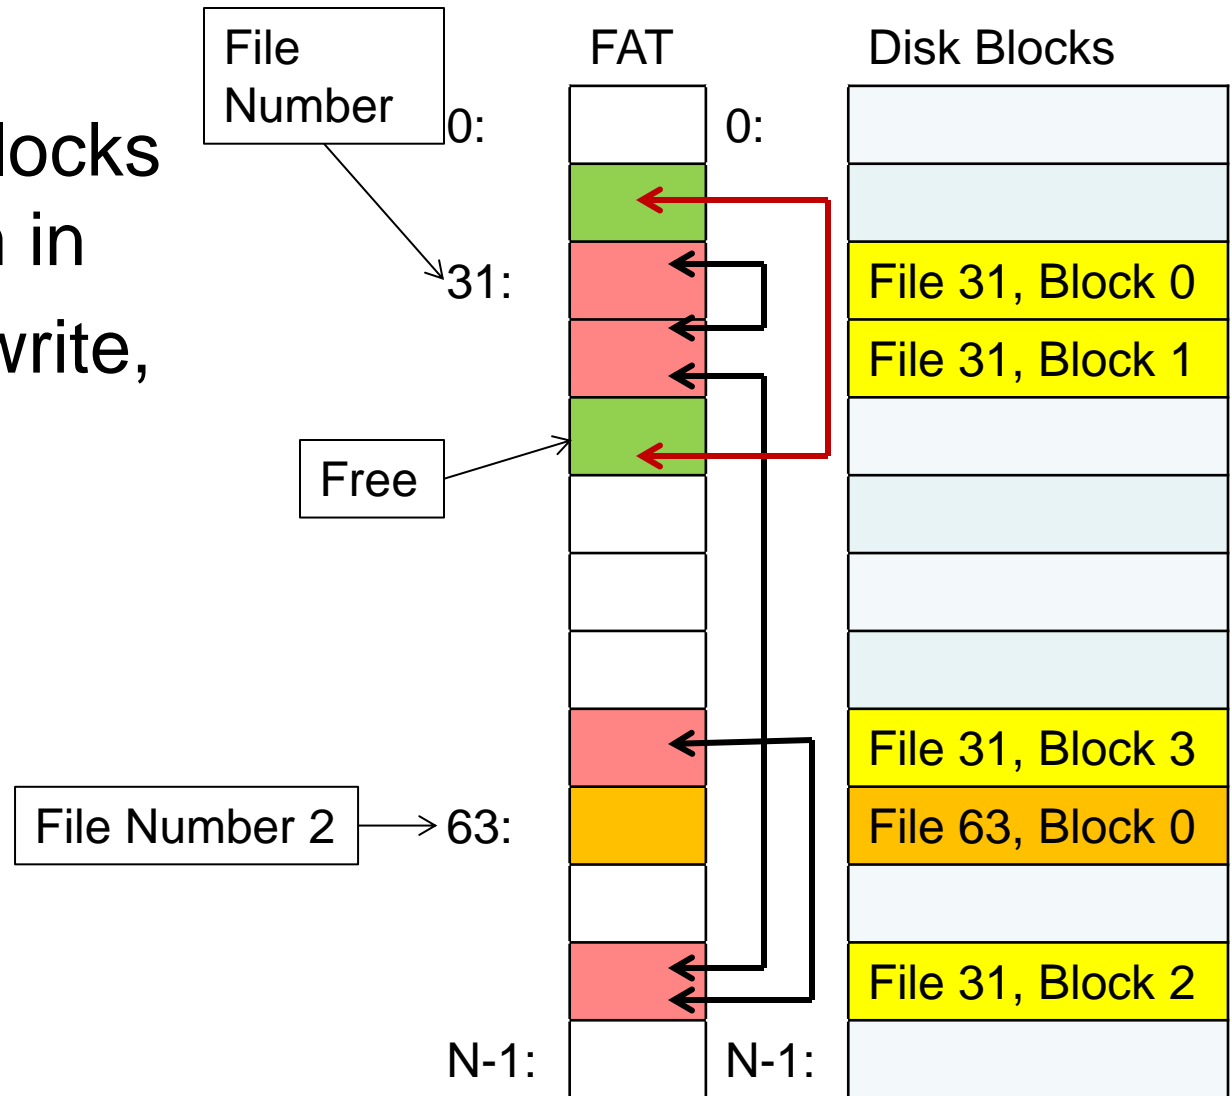 File
Number
FAT
Disk Blocks
0:
0:
locks
in
write,
31:
File 31, Block 0
File 31, Block 1
Free
File 31, Block 3
File Number 2
63:
File 63, Block 0
File 31, Block 2
N-1:
N-1: